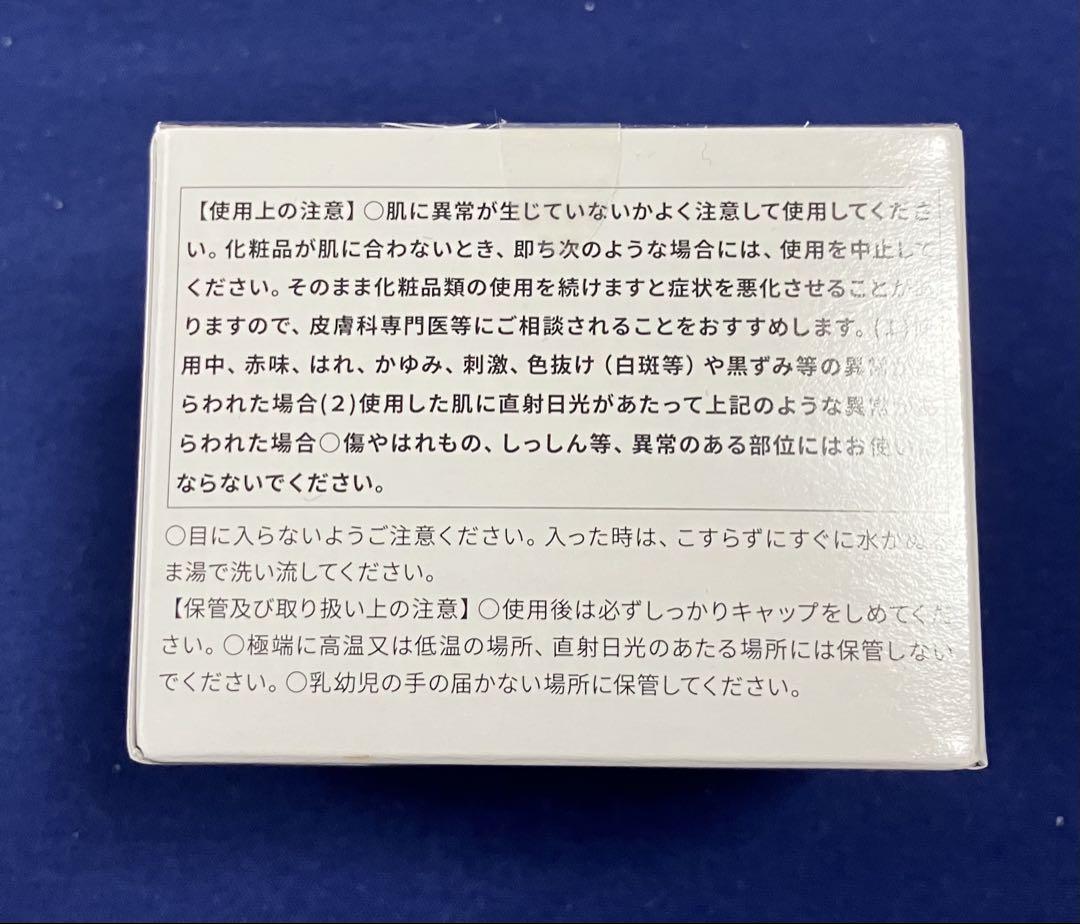 【使用上の注意】○肌に異常が生じていないかよく注意して使用してくださ
い。化粧品が肌に合わないとき、即ち次のような場合には、使用を中止して
ください。そのまま化粧品類の使用を続けますと症状を悪化させることがあ
りますので、皮膚科専門医等にご相談されることをおすすめします。(1)使
用中、赤味、はれ、かゆみ、刺激、色抜け（白斑等）や黒ずみ等の異常があ
らわれた場合(2)使用した肌に直射日光があたって上記のような異常があ
らわれた場合○傷やはれもの、しっしん等、異常のある部位にはお使いに
ならないでください。
○目に入らないようご注意ください。入った時は、こすらずにすぐに水かぬる
ま湯で洗い流してください。
【保管及び取り扱い上の注意】○使用後は必ずしっかりキャップをしめてくだ
さい。○極端に高温又は低温の場所、直射日光のあたる場所には保管しない
でください。○乳幼児の手の届かない場所に保管してください。